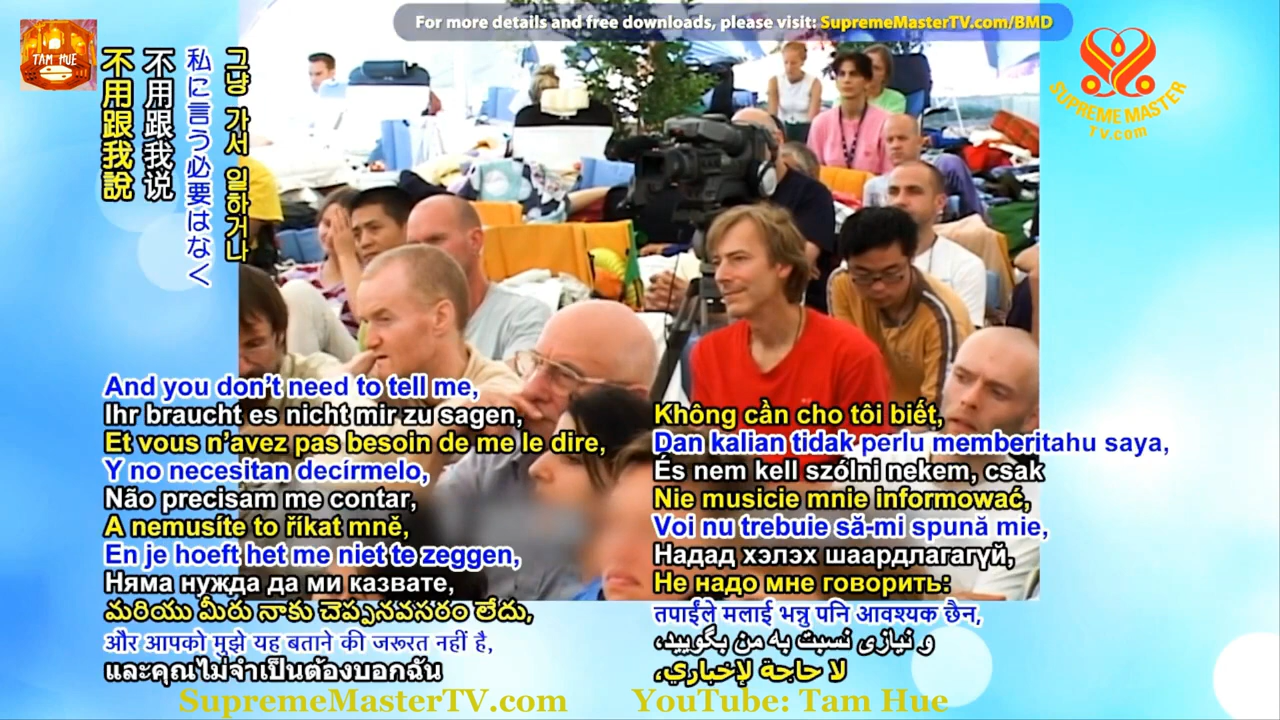 For more details and free downloads, please visit: SupremeMasterTV.com/BMD
TAM HUE
SUPREME MASTER
TV.com
그냥 가서 일하거나
私に言う必要はなく
不用跟我说
不用跟我說
And you don't need to tell me,
Ihr braucht es nicht mir zu sagen,
Et vous n'avez pas besoin de me le dire,
Y no necesitan decírmelo,
Não precisam me contar,
A nemusíte to říkat mně,
En je hoeft het me niet te zeggen,
Няма нужда да ми казвате,
మరియు మీరు నాకు చెప్పనవసరం లేదు,
और आपको मुझे यह बताने की जरूरत नहीं है,
และคุณไม่จำเป็นต้องบอกฉัน
Không cần cho tôi biết,
Dan kalian tidak perlu memberitahu saya,
És nem kell szólni nekem, csak
Nie musicie mnie informować,
Voi nu trebuie să-mi spună mie,
Надад хэлэх шаардлагагүй,
Не надо мне говорить:
तपाईंले मलाई भन्नु पनि आवश्यक छैन,
و نیازی نسبت به من بگویید،
لا حاجة لإخباري،
SupremeMasterTV.com
YouTube: Tam Hue